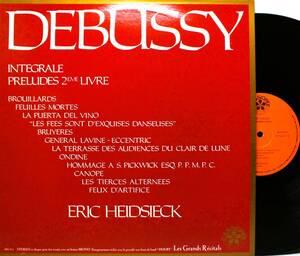 DEBUSSY
INTEGRALE
PRELUDES 2EME LIVRE
BROUILLARDS
FEUILLES MORTES
LA PUERTA DEL VINO
"LES FEES SONT D'EXQUISES DANSEUSES"
BRUYERES
GENERAL LAVINE - ECCENTRIC
LA TERRASSE DES AUDIENCES DU CLAIR DE LUNE
ONDINE
HOMMAGE A S. PICKWICK ESQ. P. P. M. P. C.
CANOPE
LES TIERCES ALTERNEES
FEUX D'ARTIFICE
ERIC HEIDSIECK
Les Grands Récitals